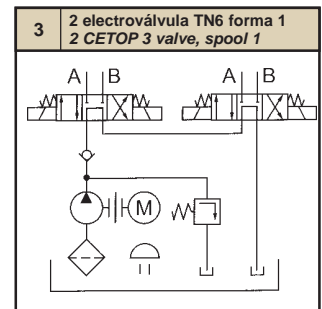 3
2 electroválvula TN6 forma 1
2 CETOP 3 valve, spool 1
A B A B
M